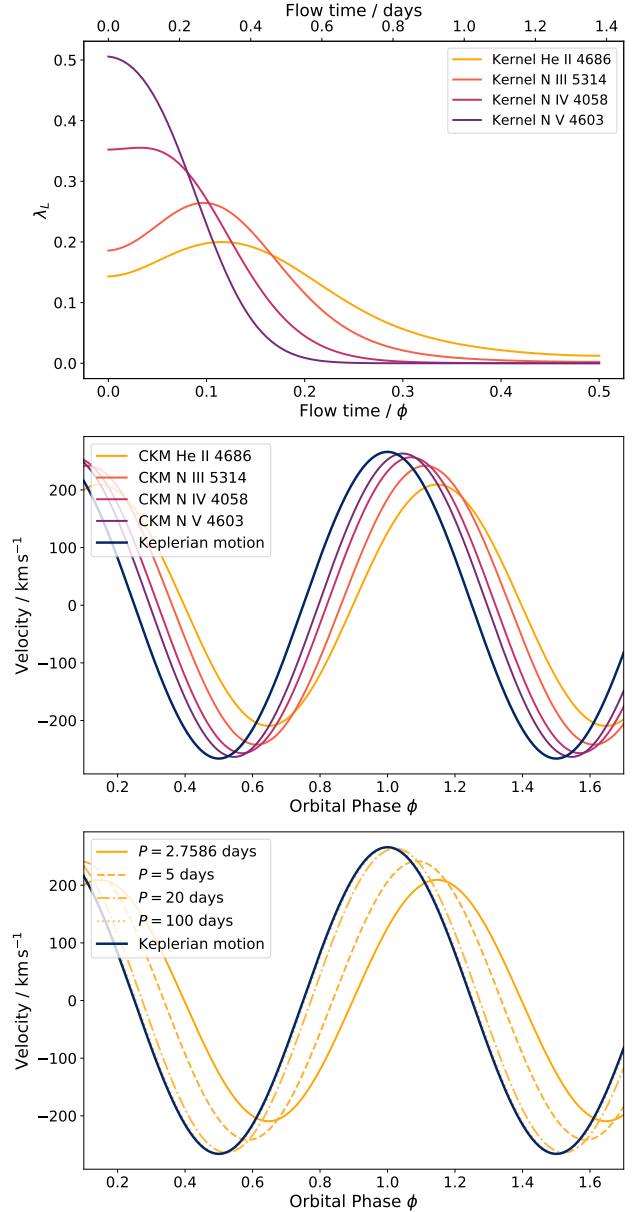 Flow time / days
0.0 0.2 0.4 0.6 0.8 1.0 1.2 1.4
Kernel He II 4686
Kernel N III 5314
Kernel N IV 4058
Kernel N V 4603
λ_L
0.5
0.4
0.3
0.2
0.1
0.0
0.0 0.1 0.2 0.3 0.4 0.5
Flow time / ϕ
CKM He II 4686
CKM N III 5314
CKM N IV 4058
CKM N V 4603
Keplerian motion
Velocity / km s⁻¹
200
100
0
−100
−200
0.2 0.4 0.6 0.8 1.0 1.2 1.4 1.6
Orbital Phase ϕ
P = 2.7586 days
P = 5 days
P = 20 days
P = 100 days
Keplerian motion
Velocity / km s⁻¹
200
100
0
−100
−200
0.2 0.4 0.6 0.8 1.0 1.2 1.4 1.6
Orbital Phase ϕ